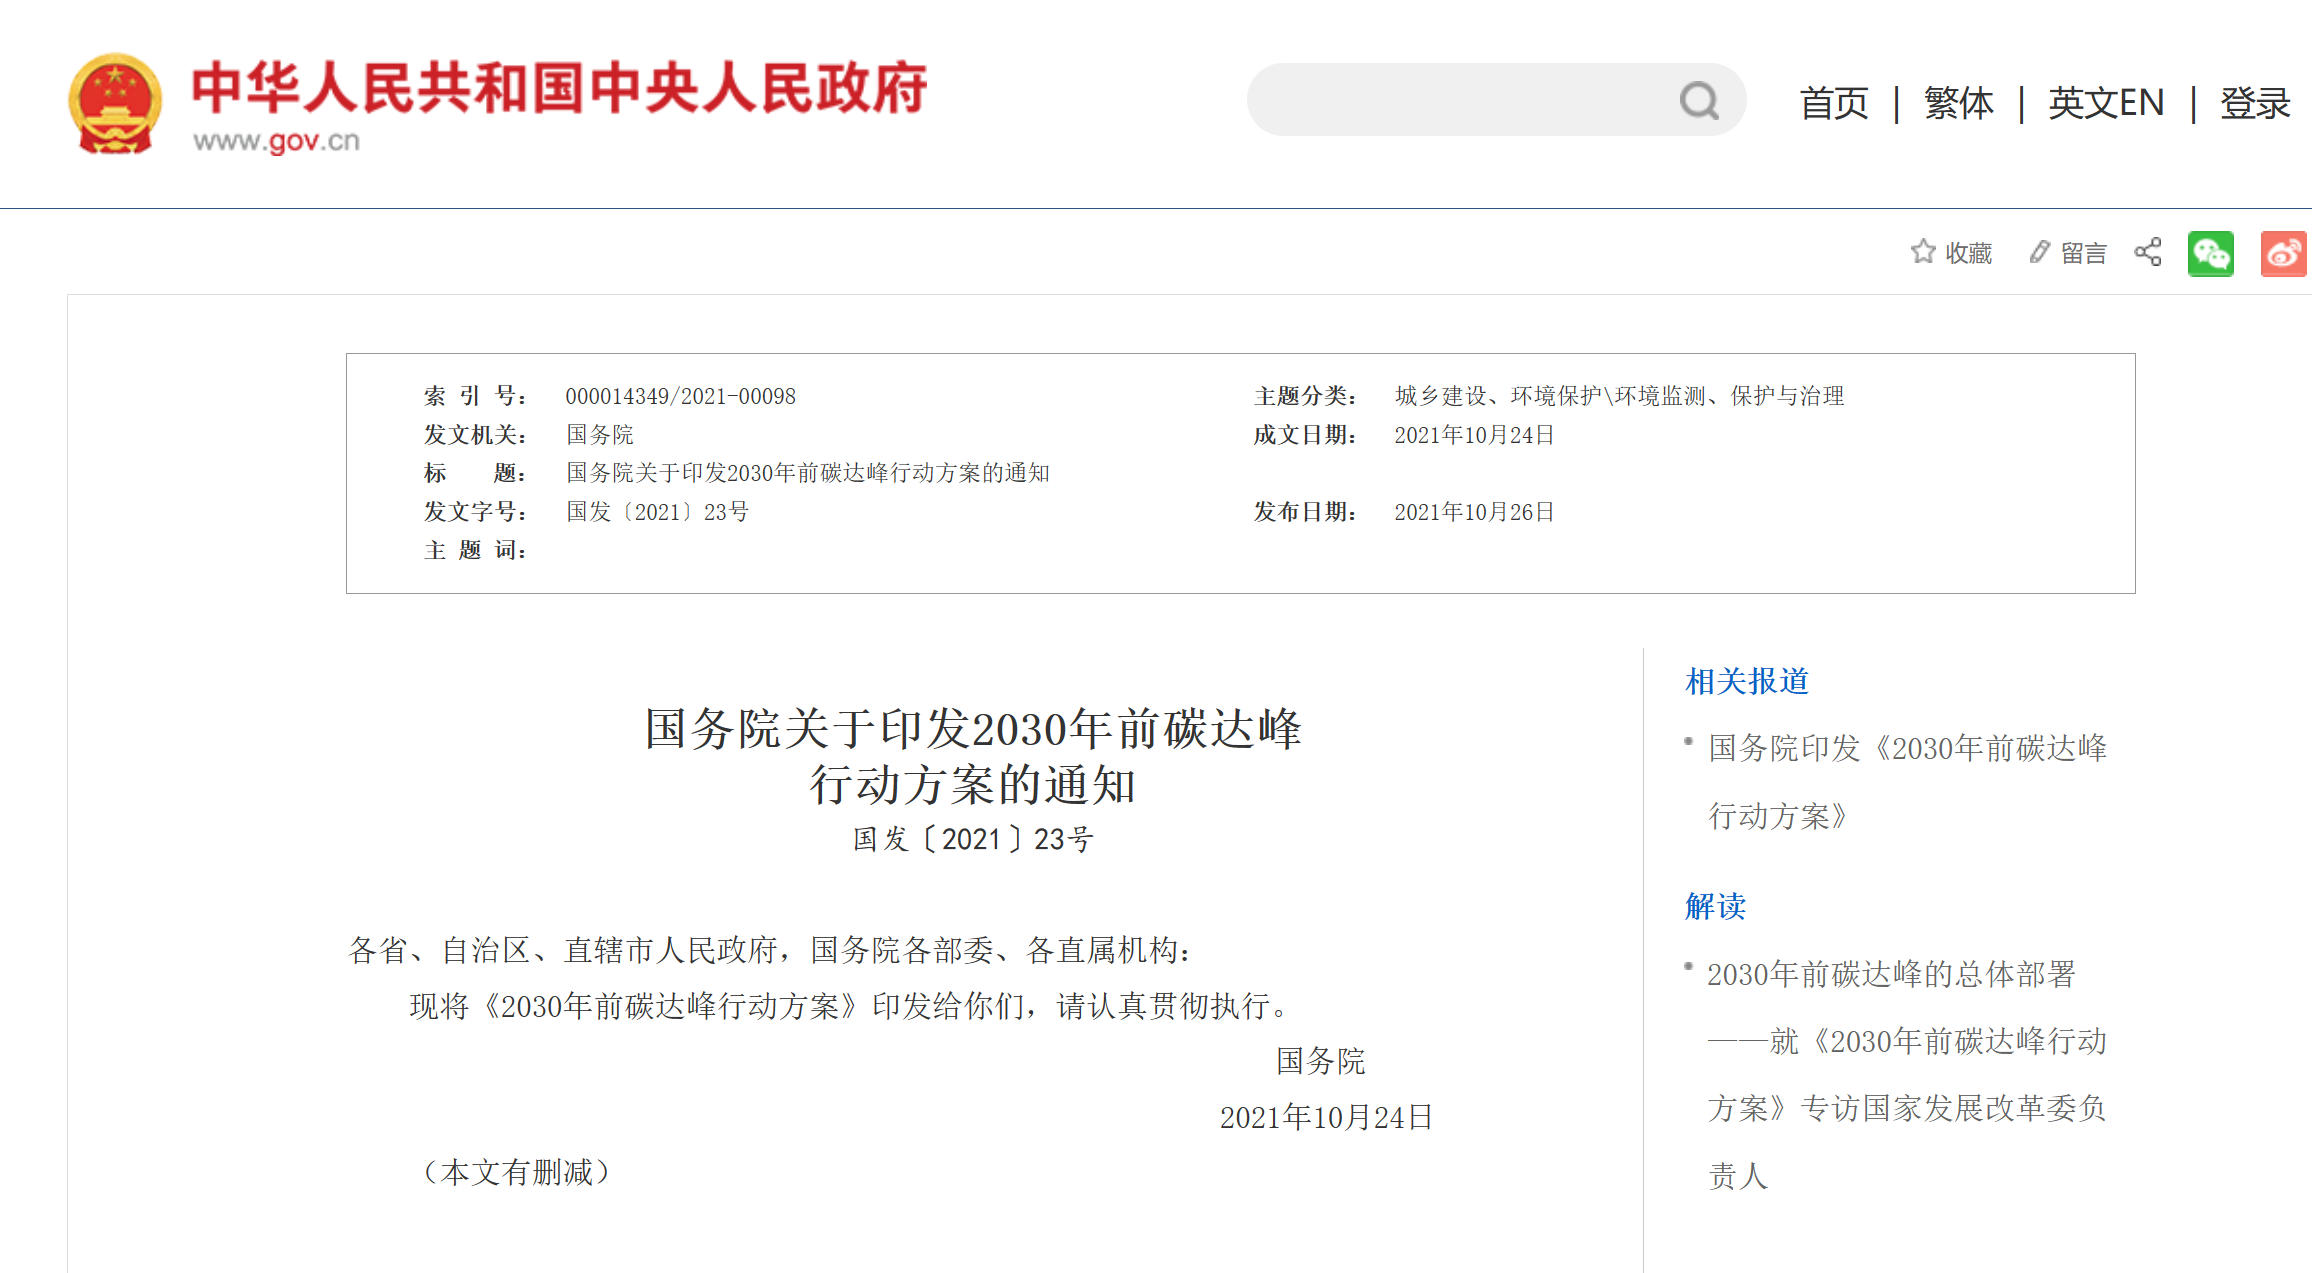 中华人民共和国中央人民政府
www.gov.cn
首页 | 繁体 | 英文EN | 登录
收藏 留言
索 引 号： 000014349/2021-00098 主题分类： 城乡建设、环境保护\环境监测、保护与治理
发文机关： 国务院 成文日期： 2021年10月24日
标 题： 国务院关于印发2030年前碳达峰行动方案的通知
发文字号： 国发〔2021〕23号 发布日期： 2021年10月26日
主 题 词：
国务院关于印发2030年前碳达峰
行动方案的通知
国发〔2021〕23号
各省、自治区、直辖市人民政府，国务院各部委、各直属机构：
现将《2030年前碳达峰行动方案》印发给你们，请认真贯彻执行。
国务院
2021年10月24日
（本文有删减）
相关报道
国务院印发《2030年前碳达峰
行动方案》
解读
2030年前碳达峰的总体部署
——就《2030年前碳达峰行动
方案》专访国家发展改革委负
责人